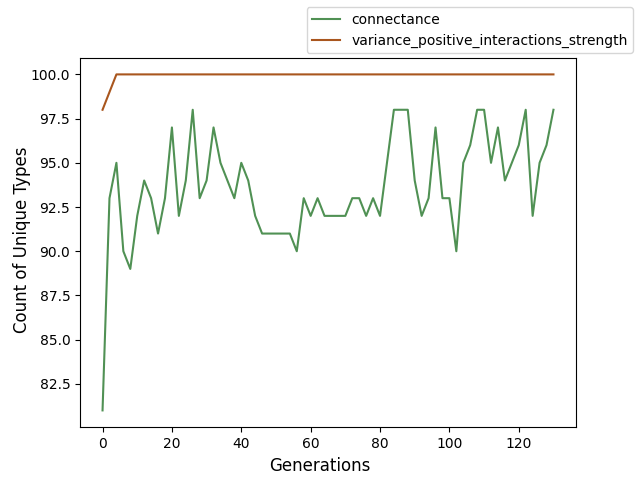 connectance
variance_positive_interactions_strength
100.0
97.5
95.0
92.5
90.0
87.5
85.0
82.5
Count of Unique Types
0 20 40 60 80 100 120
Generations